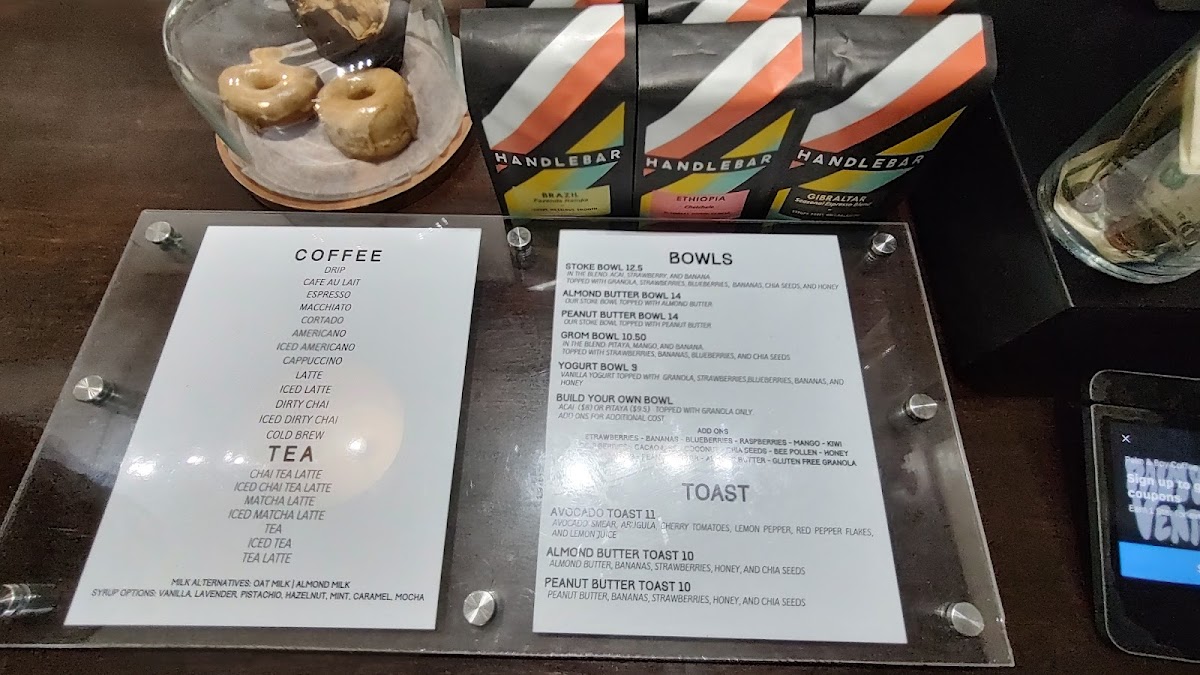 HANDLEBAR
BRAZIL
HANDLEBAR
ETHIOPIA
HANDLEBAR
GIBRALTAR
Seasonal Espresso Blend
COFFEE
DRIP
CAFE AU LAIT
ESPRESSO
MACCHIATO
CORTADO
AMERICANO
ICED AMERICANO
CAPPUCCINO
LATTE
ICED LATTE
DIRTY CHAI
ICED DIRTY CHAI
COLD BREW
TEA
CHAI TEA LATTE
ICED CHAI TEA LATTE
MATCHA LATTE
ICED MATCHA LATTE
TEA
ICED TEA
TEA LATTE
MILK ALTERNATIVES: OAT MILK | ALMOND MILK
SYRUP OPTIONS: VANILLA, LAVENDER, PISTACHIO, HAZELNUT, MINT, CARAMEL, MOCHA
BOWLS
STOKE BOWL 12.5
IN THE BLEND: ACAI, STRAWBERRY, AND BANANA
TOPPED WITH GRANOLA, STRAWBERRIES, BLUEBERRIES, BANANAS, CHIA SEEDS, AND HONEY
ALMOND BUTTER BOWL 14
OUR STOKE BOWL TOPPED WITH ALMOND BUTTER
PEANUT BUTTER BOWL 14
OUR STOKE BOWL TOPPED WITH PEANUT BUTTER
GROM BOWL 10.50
IN THE BLEND: PITAYA, MANGO, AND BANANA.
TOPPED WITH STRAWBERRIES, BANANAS, BLUEBERRIES, AND CHIA SEEDS
YOGURT BOWL 9
VANILLA YOGURT TOPPED WITH GRANOLA, STRAWBERRIES,BLUEBERRIES, BANANAS, AND
HONEY
BUILD YOUR OWN BOWL
ACAI ($8) OR PITAYA ($9.5) TOPPED WITH GRANOLA ONLY
ADD ONS FOR ADDITIONAL COST
ADD ONS
STRAWBERRIES - BANANAS - BLUEBERRIES - RASPBERRIES - MANGO - KIWI
CACAO COCONUT - CHIA SEEDS - BEE POLLEN - HONEY
BUTTER - GLUTEN FREE GRANOLA
TOAST
AVOCADO TOAST 11
AVOCADO SMEAR, ARUGULA, CHERRY TOMATOES, LEMON PEPPER, RED PEPPER FLAKES,
AND LEMON JUICE
ALMOND BUTTER TOAST 10
ALMOND BUTTER, BANANAS, STRAWBERRIES, HONEY, AND CHIA SEEDS
PEANUT BUTTER TOAST 10
PEANUT BUTTER, BANANAS, STRAWBERRIES, HONEY, AND CHIA SEEDS
Sign up to
coupons